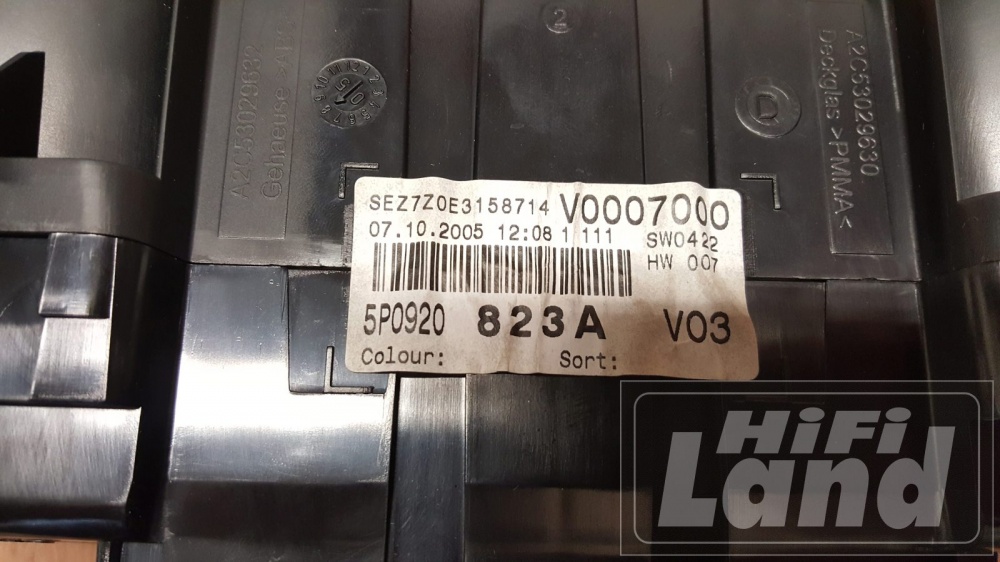 A2C53029632
Gehaeuse
2
D
A2C53029630
Deckglas >PMMA<
SEZ7Z0E3158714 V0007000
07.10.2005 12:08 1 111 SW0422
HW 007
5P0920 823A V03
Colour: Sort:
HiFi
Land